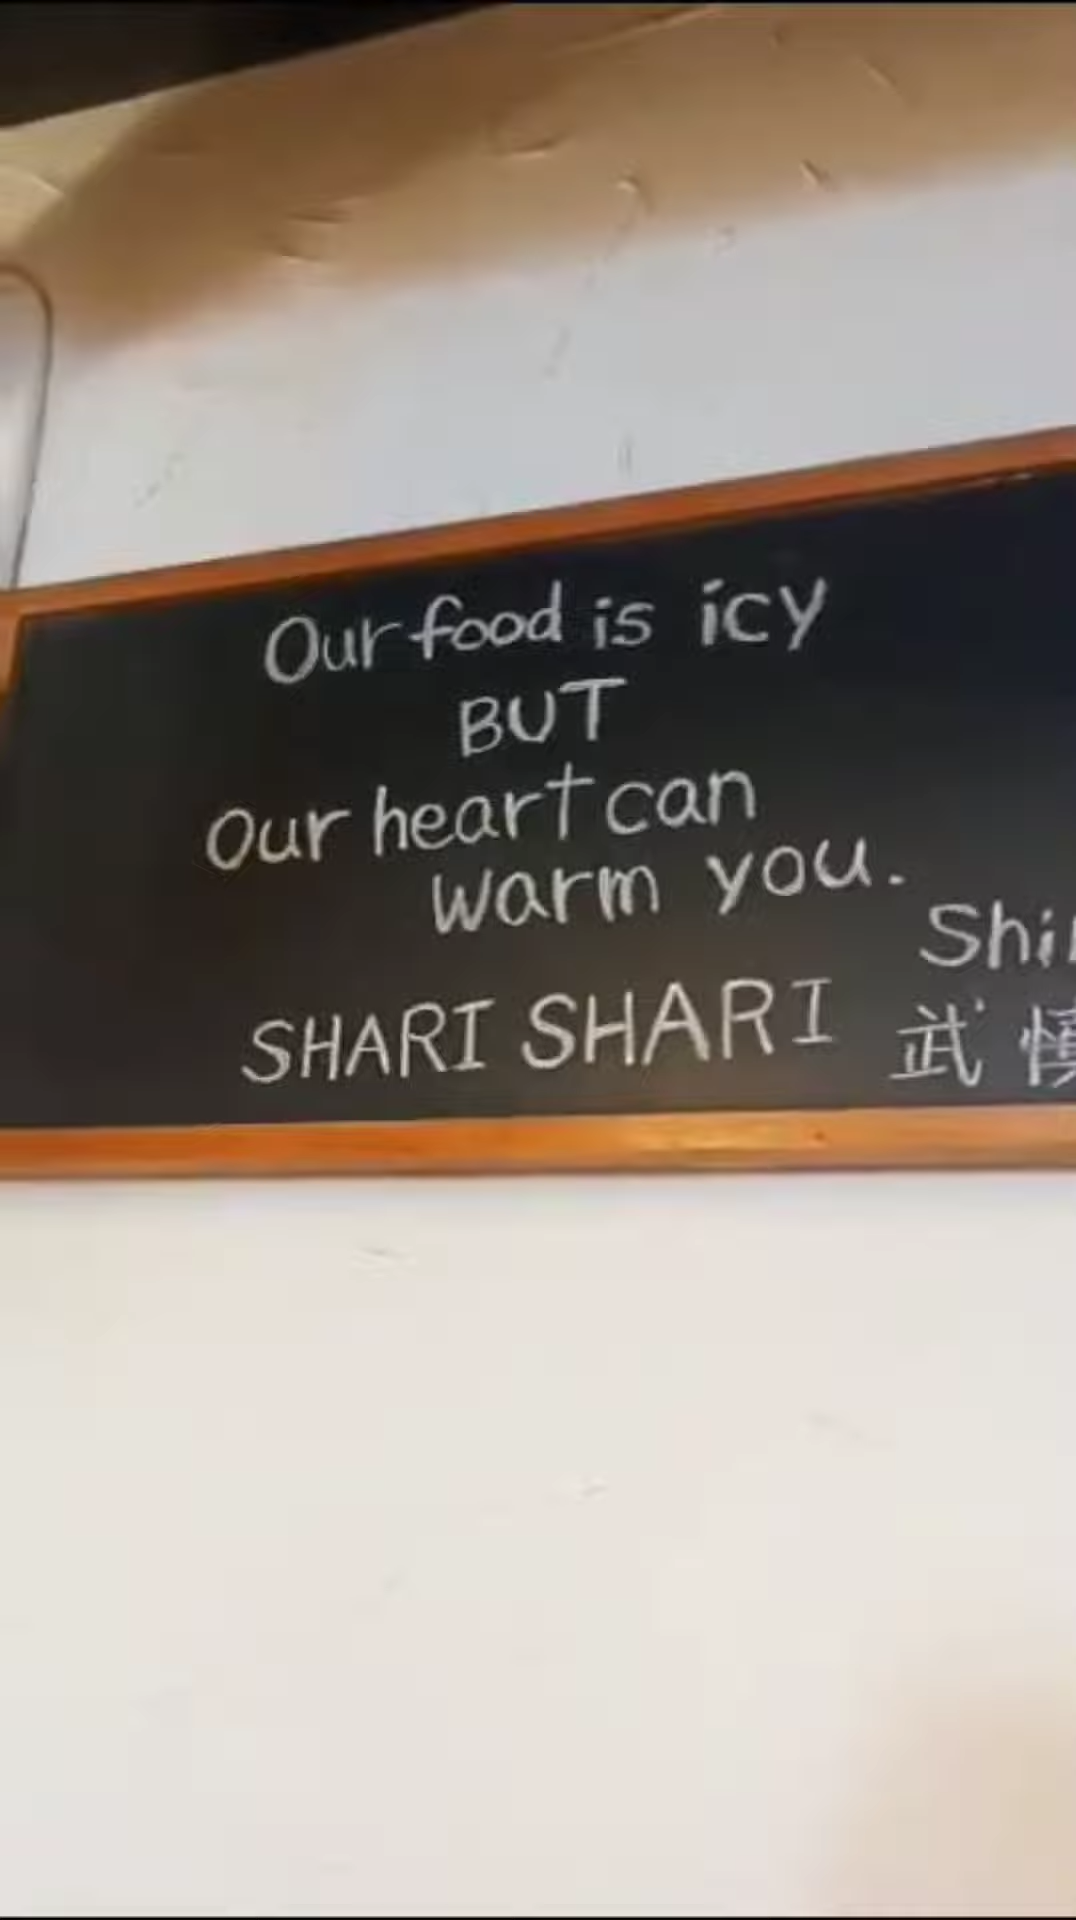 Our food is icy
BUT
Our heart can
warm you.
SHARI SHARI
武